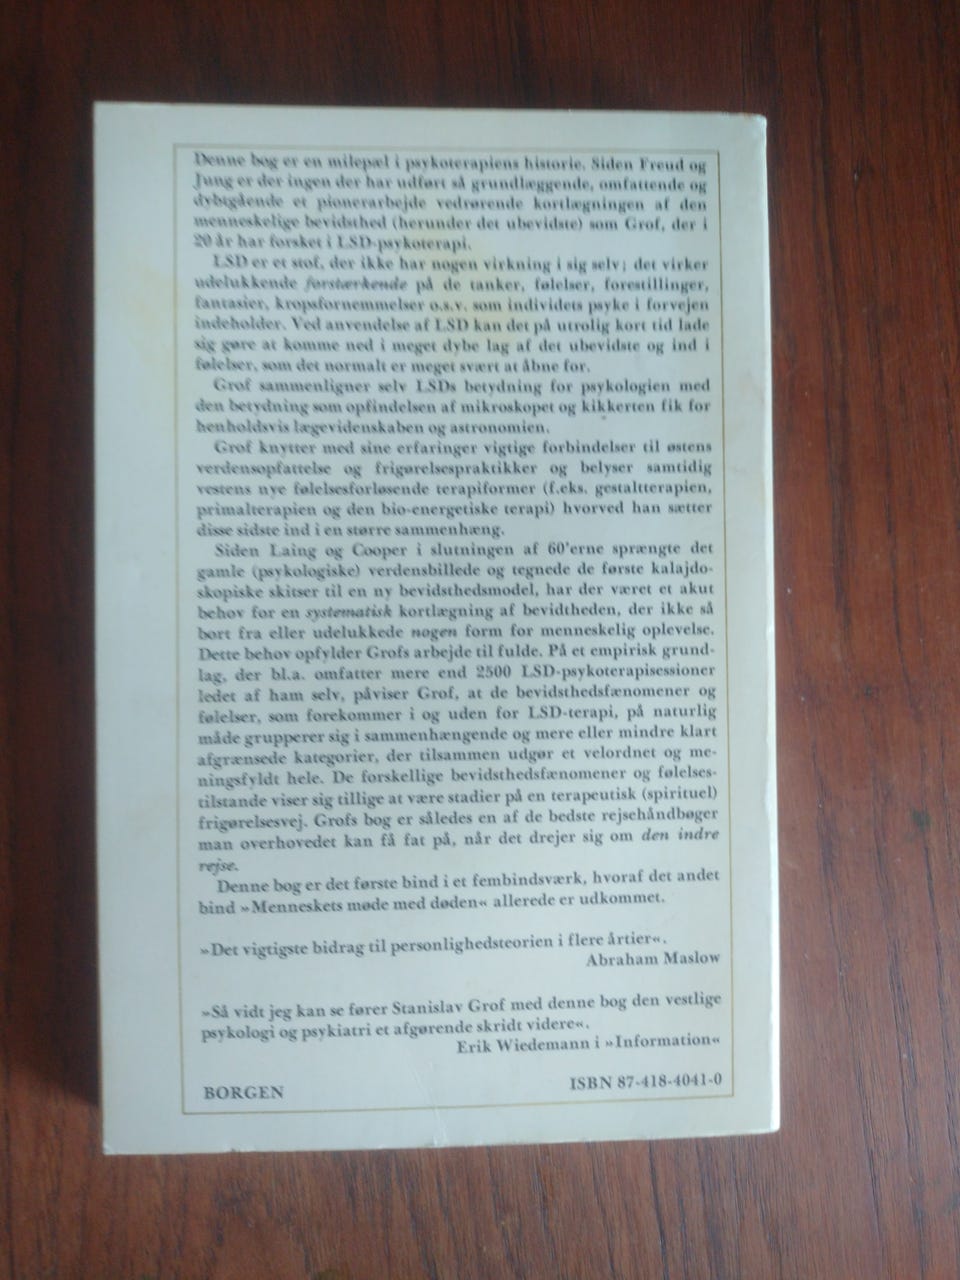 Denne bog er en milepæl i psykoterapiens historie. Siden Freud og
Jung er der ingen der har udført så grundlæggende, omfattende og
dybtgående et pionerarbejde vedrørende kortlægningen af den
menneskelige bevidsthed (herunder det ubevidste) som Grof, der i
20 år har forsket i LSD-psykoterapi.
LSD er et stof, der ikke har nogen virkning i sig selv; det virker
udelukkende forstærkende på de tanker, følelser, forestillinger,
fantasier, kropsfornemmelser o.s.v. som individets psyke i forvejen
indeholder. Ved anvendelse af LSD kan det på utrolig kort tid lade
sig gøre at komme ned i meget dybe lag af det ubevidste og ind i
følelser, som det normalt er meget svært at åbne for.
Grof sammenligner selv LSDs betydning for psykologien med
den betydning som opfindelsen af mikroskopet og kikkerten fik for
henholdsvis lægevidenskaben og astronomien.
Grof knytter med sine erfaringer vigtige forbindelser til østens
verdensopfattelse og frigørelsespraktikker og belyser samtidig
vestens nye følelsesforløsende terapiformer (f.eks. gestaltterapien,
primalterapien og den bio-energetiske terapi) hvorved han sætter
disse sidste ind i en større sammenhæng.
Siden Laing og Cooper i slutningen af 60'erne sprængte det
gamle (psykologiske) verdensbillede og tegnede de første kalajdo-
skopiske skitser til en ny bevidsthedsmodel, har der været et akut
behov for en systematisk kortlægning af bevidtheden, der ikke så
bort fra eller udelukkede nogen form for menneskelig oplevelse.
Dette behov opfylder Grofs arbejde til fulde. På et empirisk grund-
lag, der bl.a. omfatter mere end 2500 LSD-psykoterapisessioner
ledet af ham selv, påviser Grof, at de bevidsthedsfænomener og
følelser, som forekommer i og uden for LSD-terapi, på naturlig
måde grupperer sig i sammenhængende og mere eller mindre klart
afgrænsede kategorier, der tilsammen udgør et velordnet og me-
ningsfyldt hele. De forskellige bevidsthedsfænomener og følelses-
tilstande viser sig tillige at være stadier på en terapeutisk (spirituel)
frigørelsesvej. Grofs bog er således en af de bedste rejsehåndbøger
man overhovedet kan få fat på, når det drejer sig om den indre
rejse.
Denne bog er det første bind i et fembindsværk, hvoraf det andet
bind »Menneskets møde med døden« allerede er udkommet.
»Det vigtigste bidrag til personlighedsteorien i flere årtier«.
Abraham Maslow
»Så vidt jeg kan se fører Stanislav Grof med denne bog den vestlige
psykologi og psykiatri et afgørende skridt videre«.
Erik Wiedemann i »Information«
BORGEN ISBN 87-418-4041-0